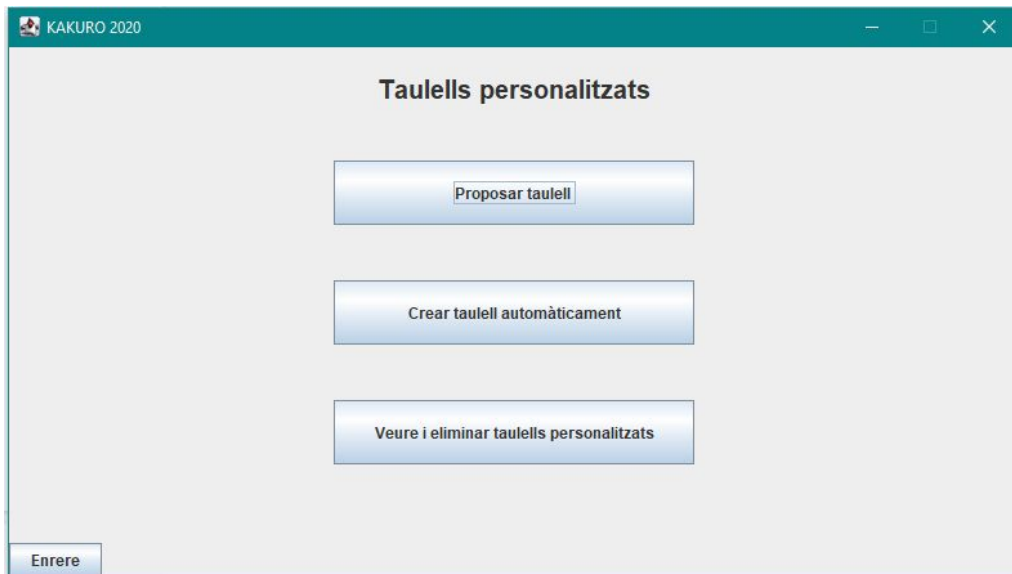 KAKURO 2020
Taulells personalitzats
Proposar taulell
Crear taulell automàticament
Veure i eliminar taulells personalitzats
Enrere